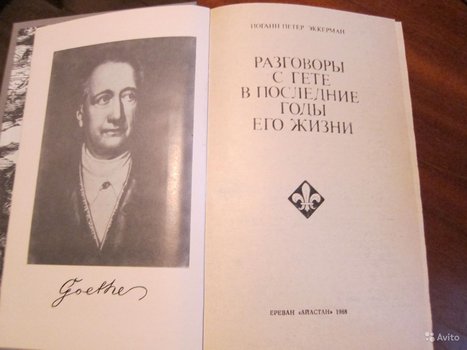 Goethe
ИОГАНН ПЕТЕР ЭККЕРМАН
РАЗГОВОРЫ
С ГЕТЕ
В ПОСЛЕДНИЕ
ГОДЫ
ЕГО ЖИЗНИ
ЕРЕВАН «АЙАСТАН» 1988
Avito